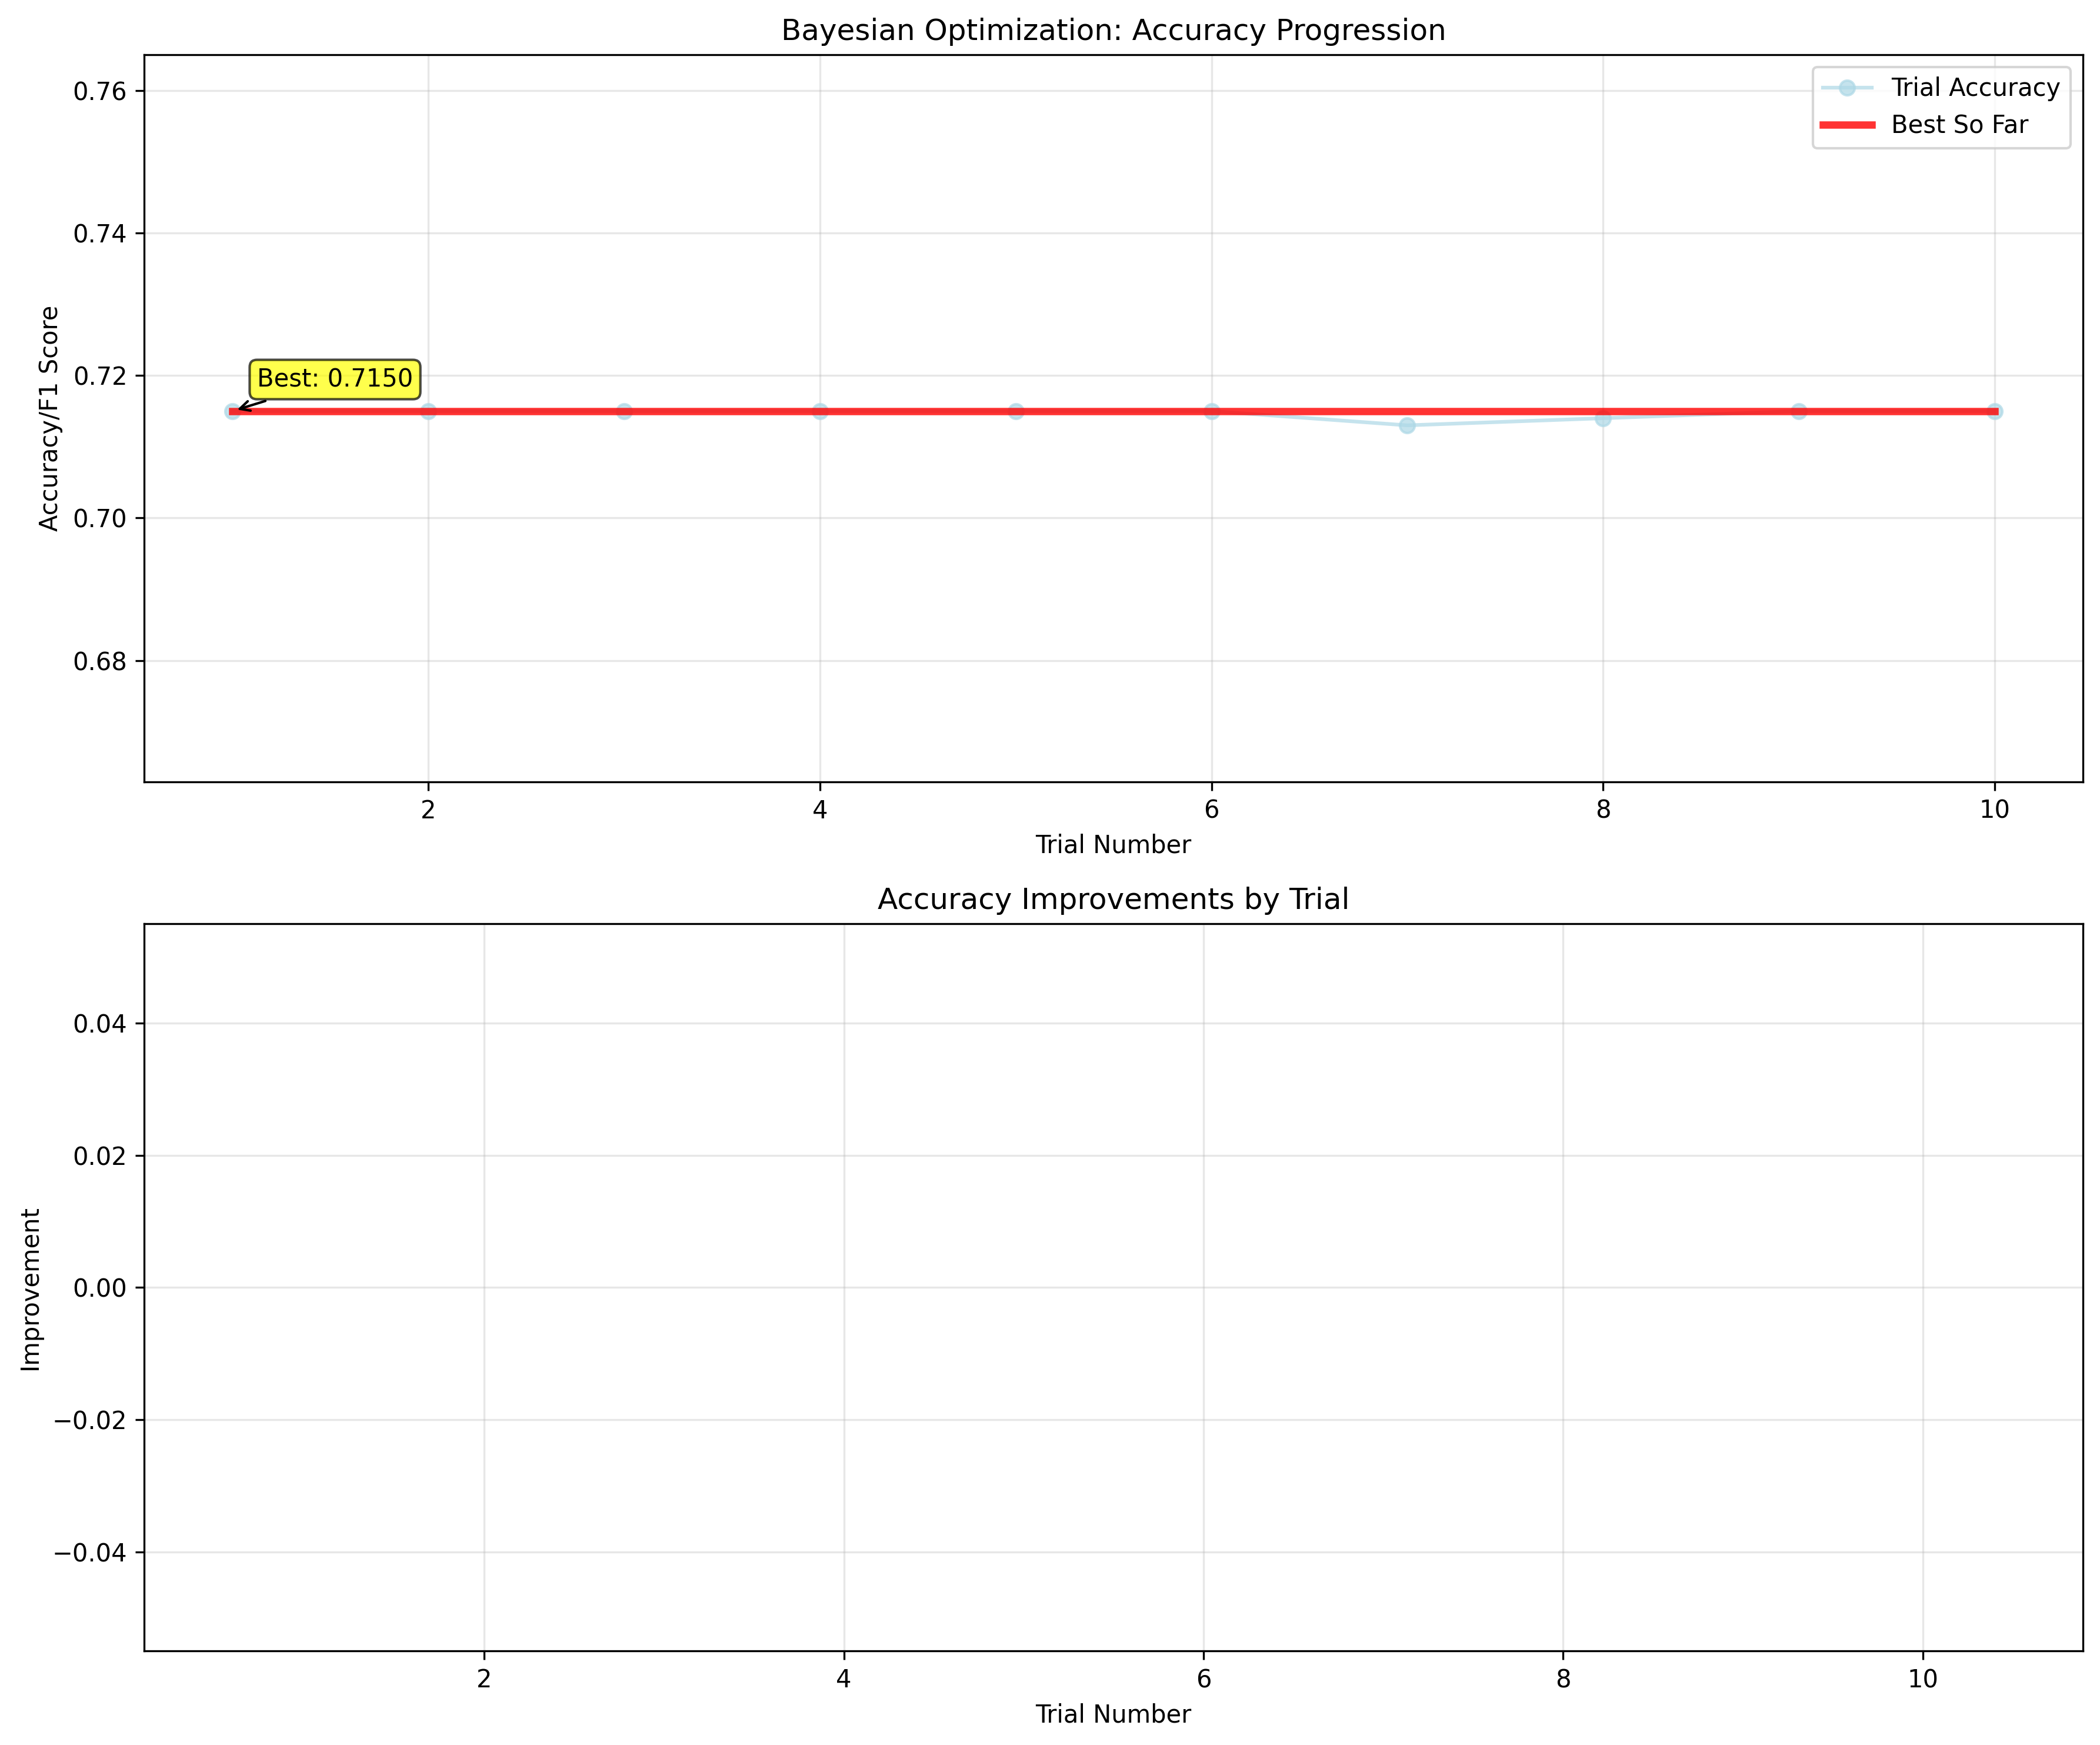 Bayesian Optimization: Accuracy Progression
Accuracy/F1 Score
0.76
0.74
0.72
0.70
0.68
Trial Accuracy
Best So Far
Best: 0.7150
2 4 6 8 10
Trial Number
Accuracy Improvements by Trial
Improvement
0.04
0.02
0.00
−0.02
−0.04
2 4 6 8 10
Trial Number